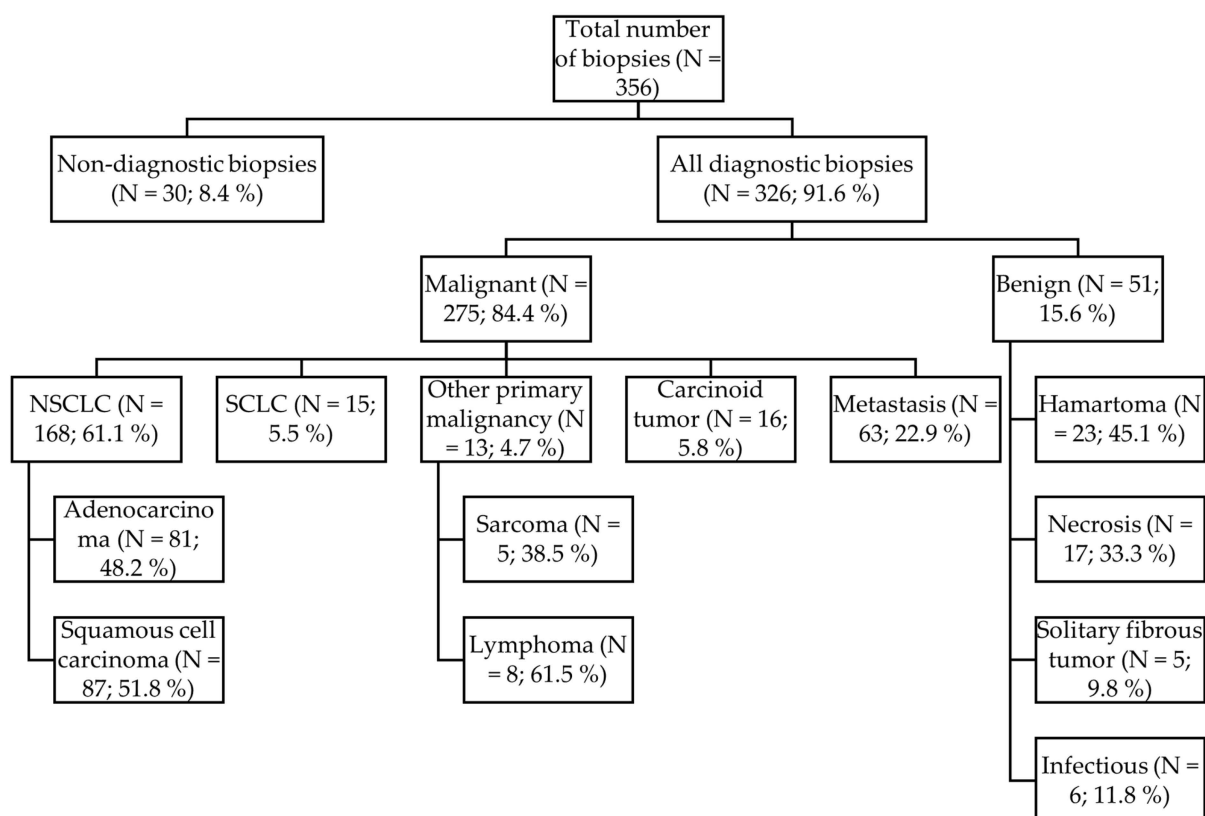 Total number
of biopsies (N =
356)
Non-diagnostic biopsies
(N = 30; 8.4 %)
All diagnostic biopsies
(N = 326; 91.6 %)
Malignant (N =
275; 84.4 %)
Benign (N = 51;
15.6 %)
NSCLC (N =
168; 61.1 %)
SCLC (N = 15;
5.5 %)
Other primary
malignancy (N
= 13; 4.7 %)
Carcinoid
tumor (N = 16;
5.8 %)
Metastasis (N =
63; 22.9 %)
Hamartoma (N
= 23; 45.1 %)
Adenocarcino
ma (N = 81;
48.2 %)
Sarcoma (N =
5; 38.5 %)
Necrosis (N =
17; 33.3 %)
Squamous cell
carcinoma (N =
87; 51.8 %)
Lymphoma (N
= 8; 61.5 %)
Solitary fibrous
tumor (N = 5;
9.8 %)
Infectious (N =
6; 11.8 %)